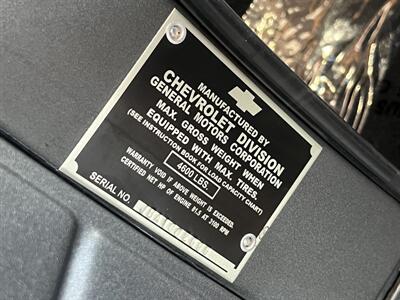 MANUFACTURED BY
CHEVROLET DIVISION
GENERAL MOTORS CORPORATION
MAX. GROSS WEIGHT WHEN
EQUIPPED WITH MAX. TIRES.
(SEE INSTRUCTION BOOK FOR LOAD CAPACITY CHART)
4600 LBS.
WARRANTY VOID IF ABOVE WEIGHT IS EXCEEDED.
CERTIFIED NET HP OF ENGINE 81.5 AT 3100 RPM
SERIAL NO.